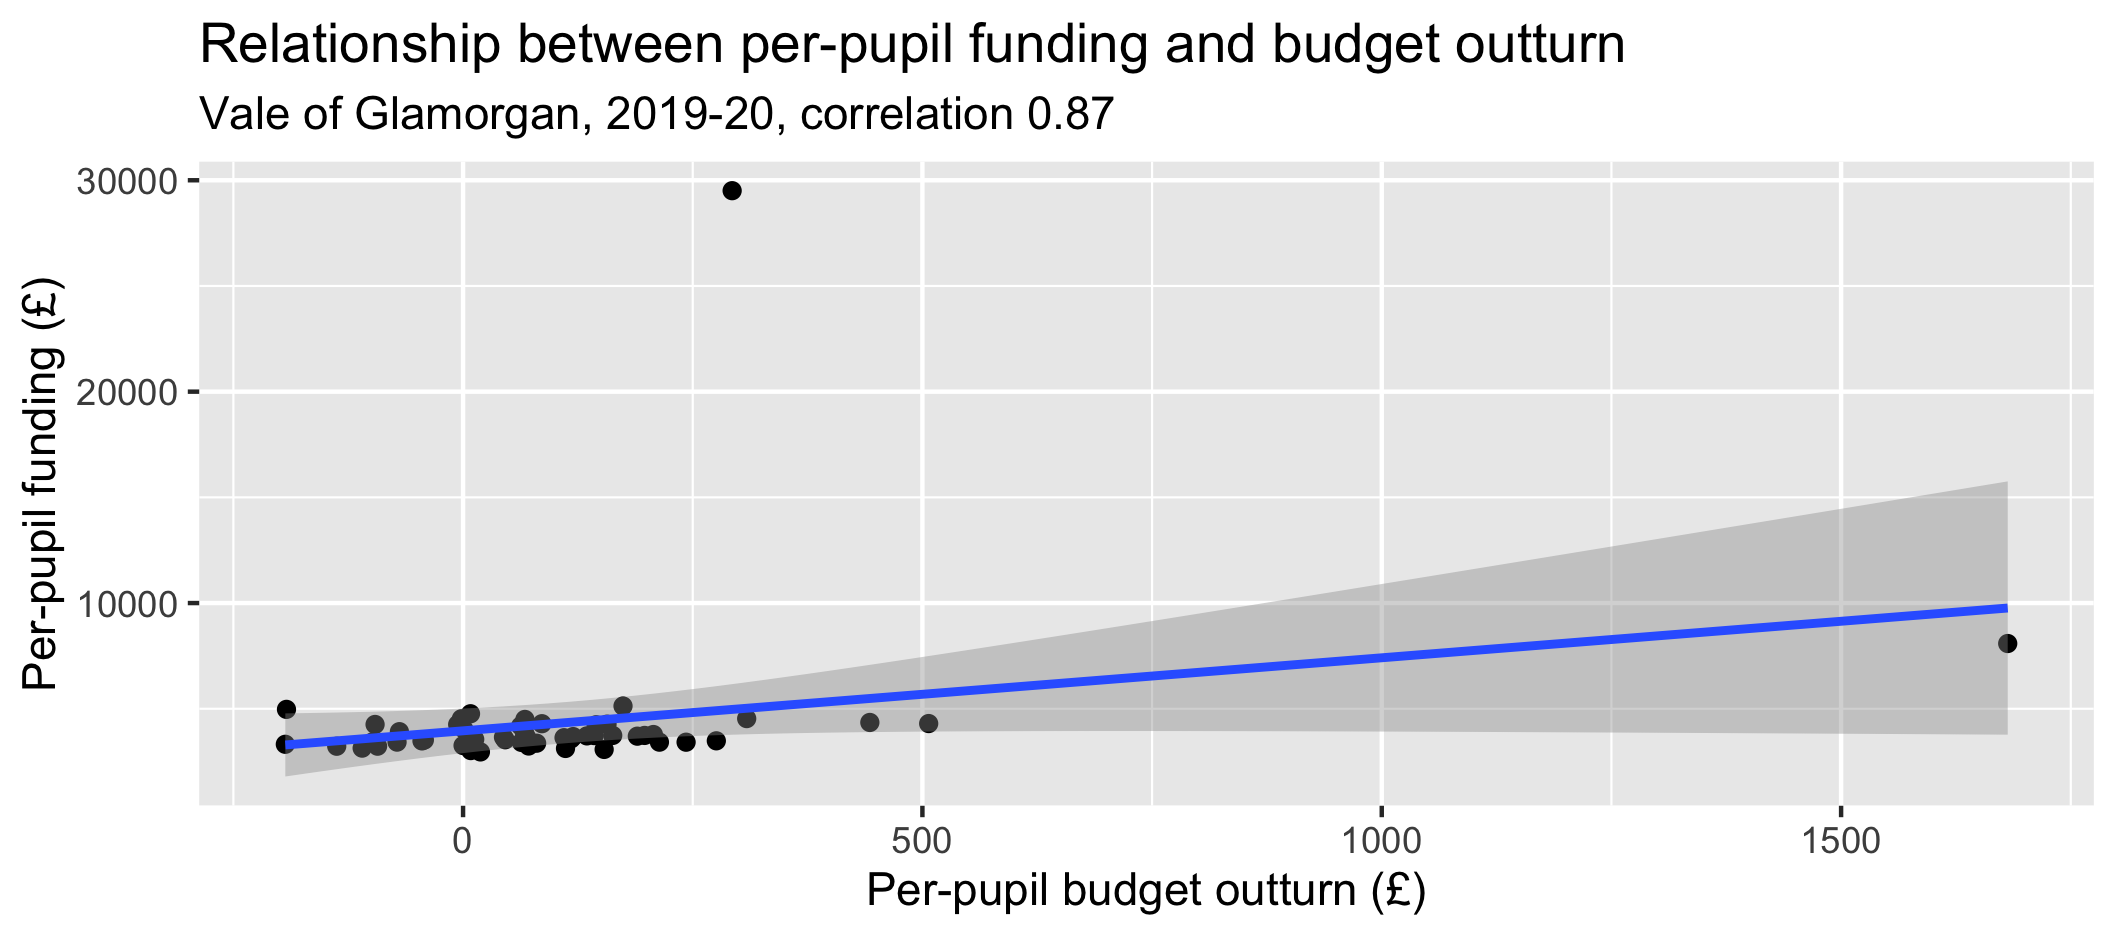 Relationship between per-pupil funding and budget outturn
Vale of Glamorgan, 2019-20, correlation 0.87
Per-pupil funding (£)
30000
20000
10000
0 500 1000 1500
Per-pupil budget outturn (£)